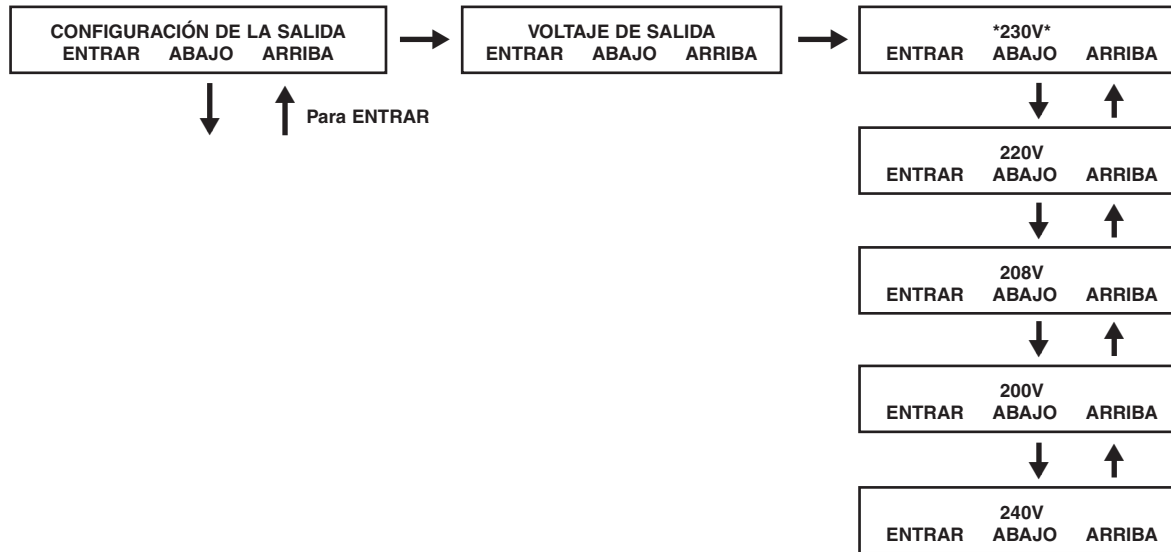 CONFIGURACIÓN DE LA SALIDA
ENTRAR ABAJO ARRIBA
Para ENTRAR
VOLTAJE DE SALIDA
ENTRAR ABAJO ARRIBA
*230V*
ENTRAR ABAJO ARRIBA
220V
ENTRAR ABAJO ARRIBA
208V
ENTRAR ABAJO ARRIBA
200V
ENTRAR ABAJO ARRIBA
240V
ENTRAR ABAJO ARRIBA